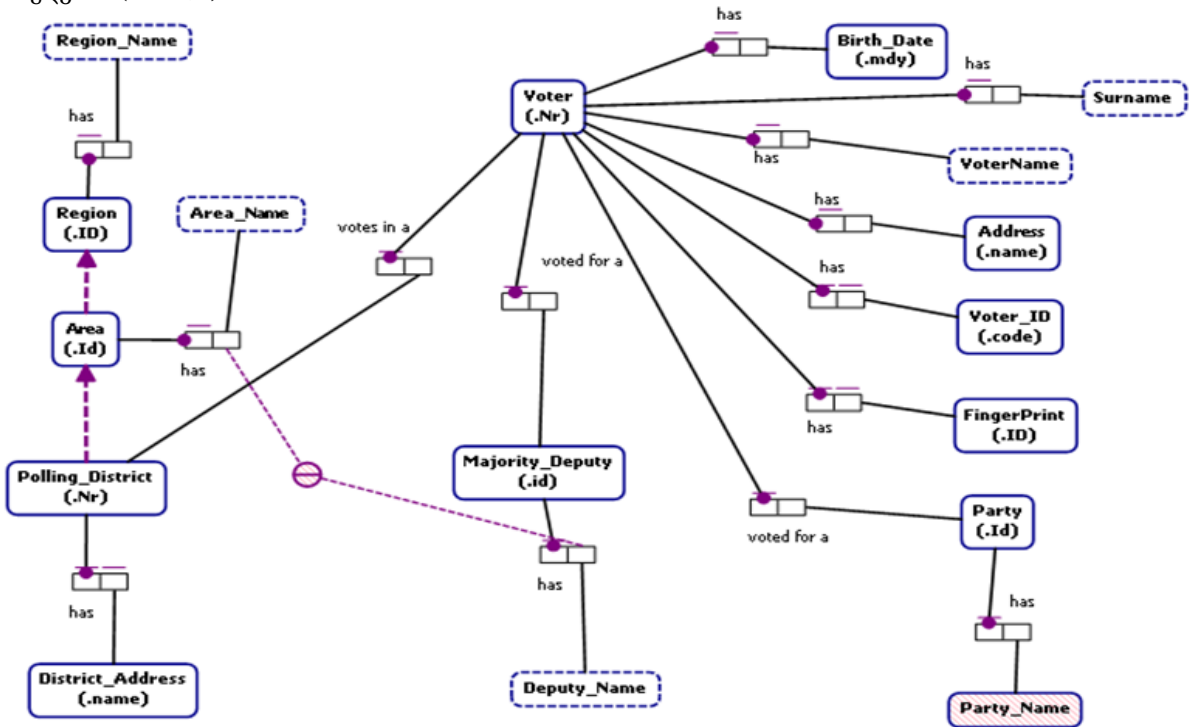 has
Region_Name
Birth_Date
(.mdy)
has
Voter
(.Nr)
Surname
has
has
VoterName
has
Region
(.ID)
Area_Name
votes in a
Address
(.name)
voted for a
has
Area
(.Id)
Voter_ID
(.code)
has
FingerPrint
(.ID)
has
Polling_District
(.Nr)
Majority_Deputy
(.id)
Party
(.Id)
voted for a
has
has
has
District_Address
(.name)
Deputy_Name
Party_Name